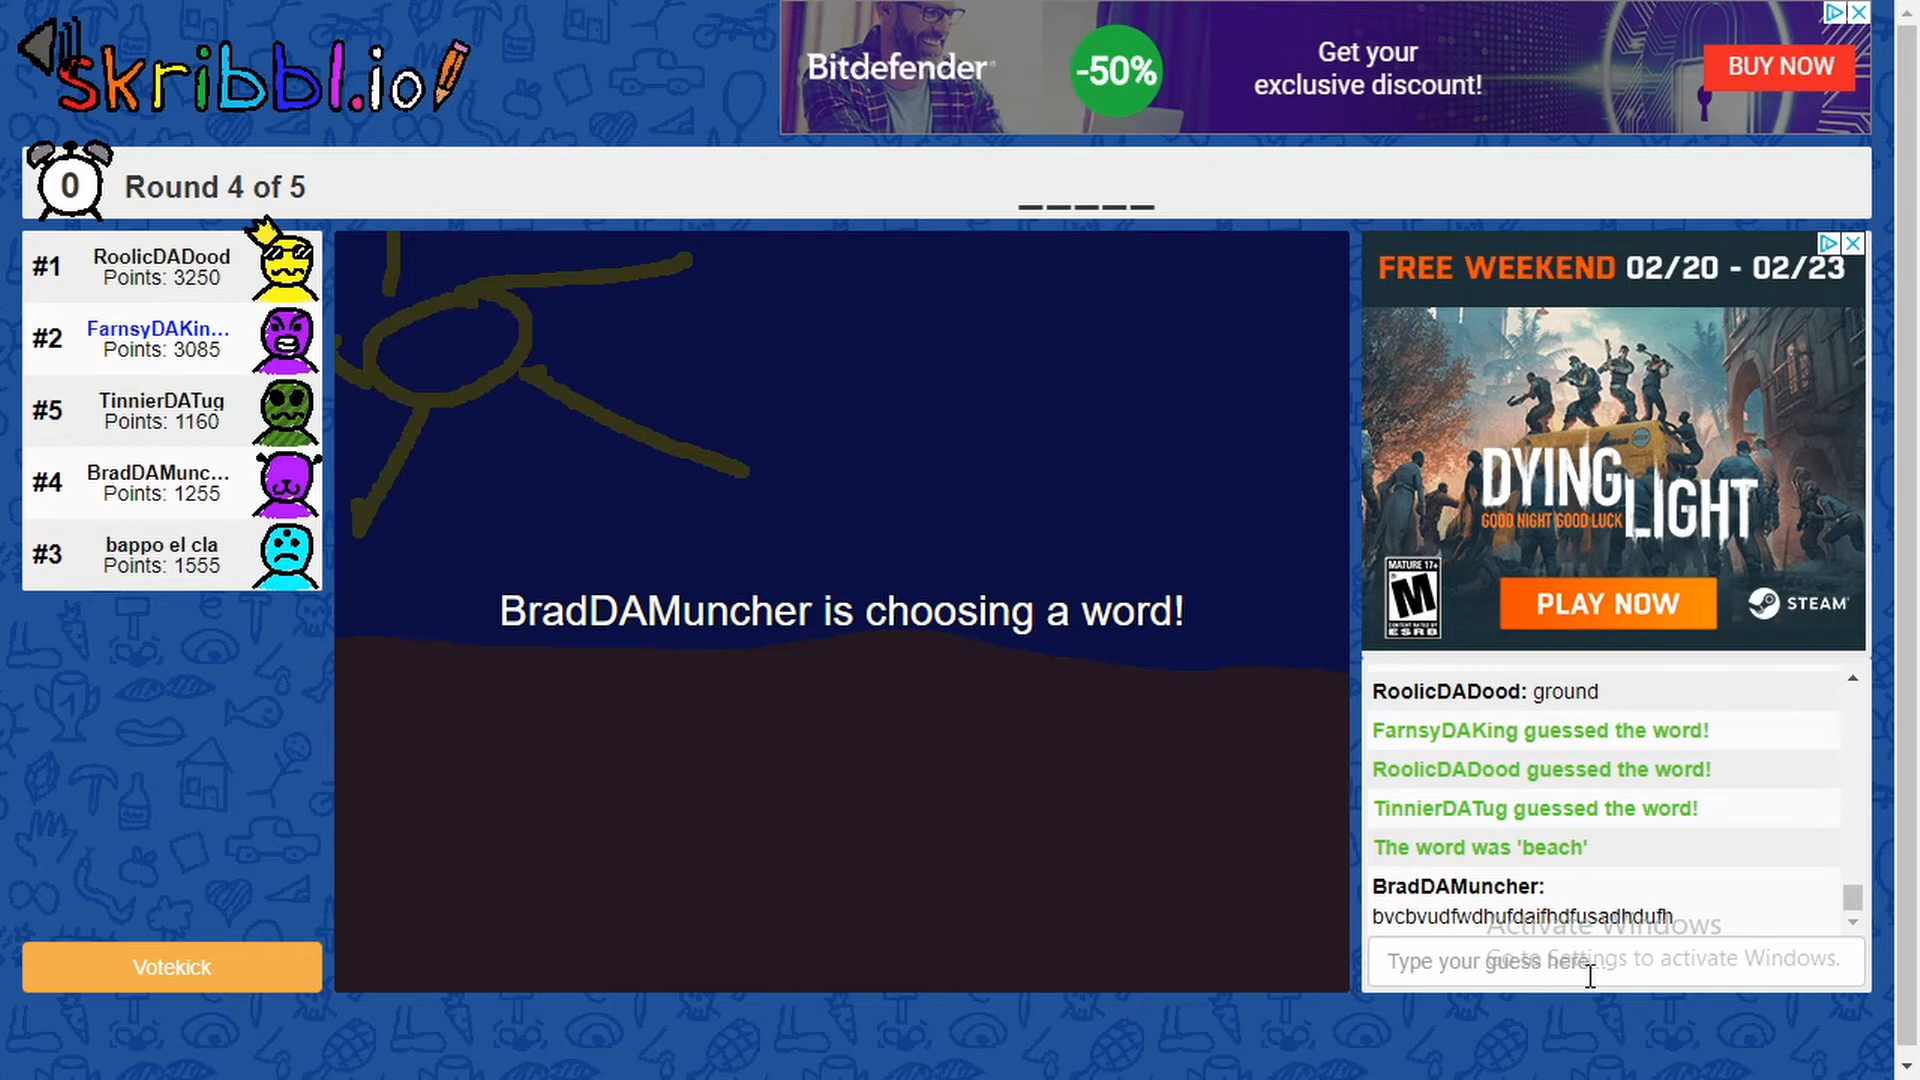 skribbl.io
Bitdefender
-50%
Get your
exclusive discount!
BUY NOW
0
Round 4 of 5
_____
#1
RoolicDADood
Points: 3250
#2
FarnsyDAKin...
Points: 3085
#5
TinnierDATug
Points: 1160
#4
BradDAMunc...
Points: 1255
#3
bappo el cla
Points: 1555
Votekick
BradDAMuncher is choosing a word!
FREE WEEKEND 02/20 - 02/23
DYING
LIGHT
GOOD NIGHT GOOD LUCK
MATURE 17+
M
ESRB
PLAY NOW
STEAM
RoolicDADood: ground
FarnsyDAKing guessed the word!
RoolicDADood guessed the word!
TinnierDATug guessed the word!
The word was 'beach'
BradDAMuncher:
bvcbvudfwdhufdaifhdfusadhdufh
Activate Windows
Go to Settings to activate Windows.
Type your guess here...